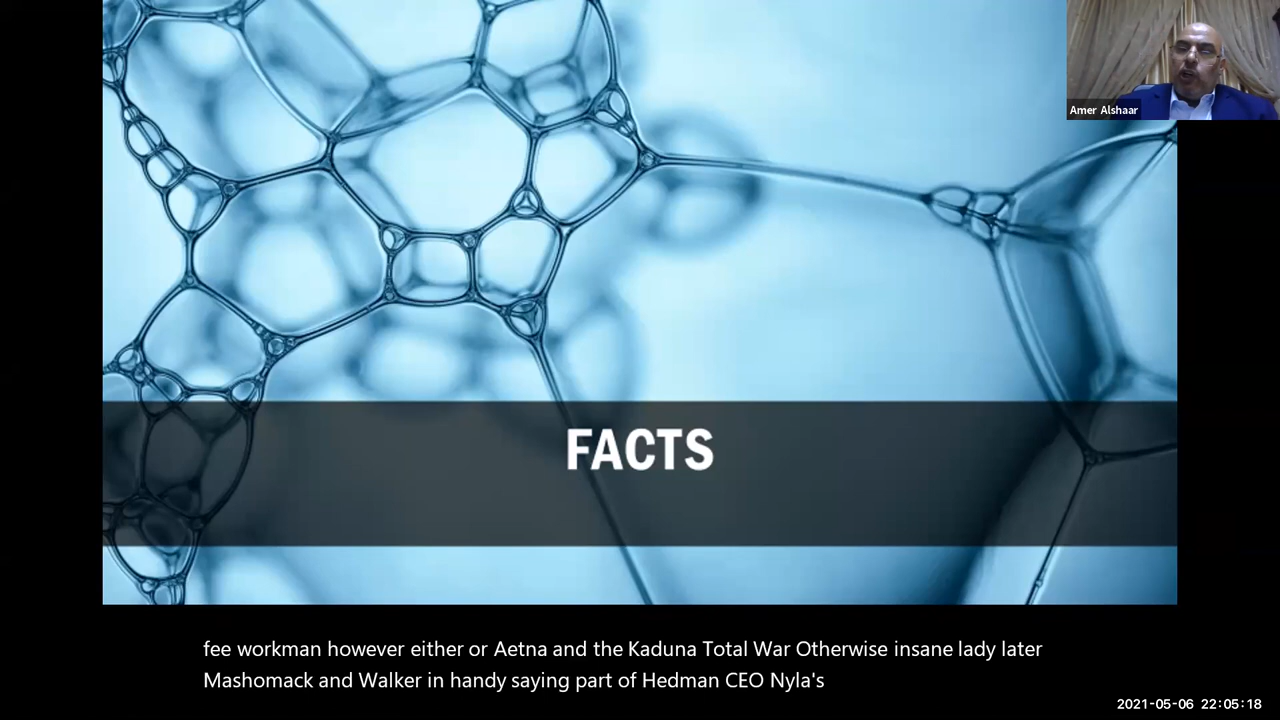 Amer Alshaar
FACTS
fee workman however either or Aetna and the Kaduna Total War Otherwise insane lady later
Mashomack and Walker in handy saying part of Hedman CEO Nyla's
2021-05-06 22:05:18